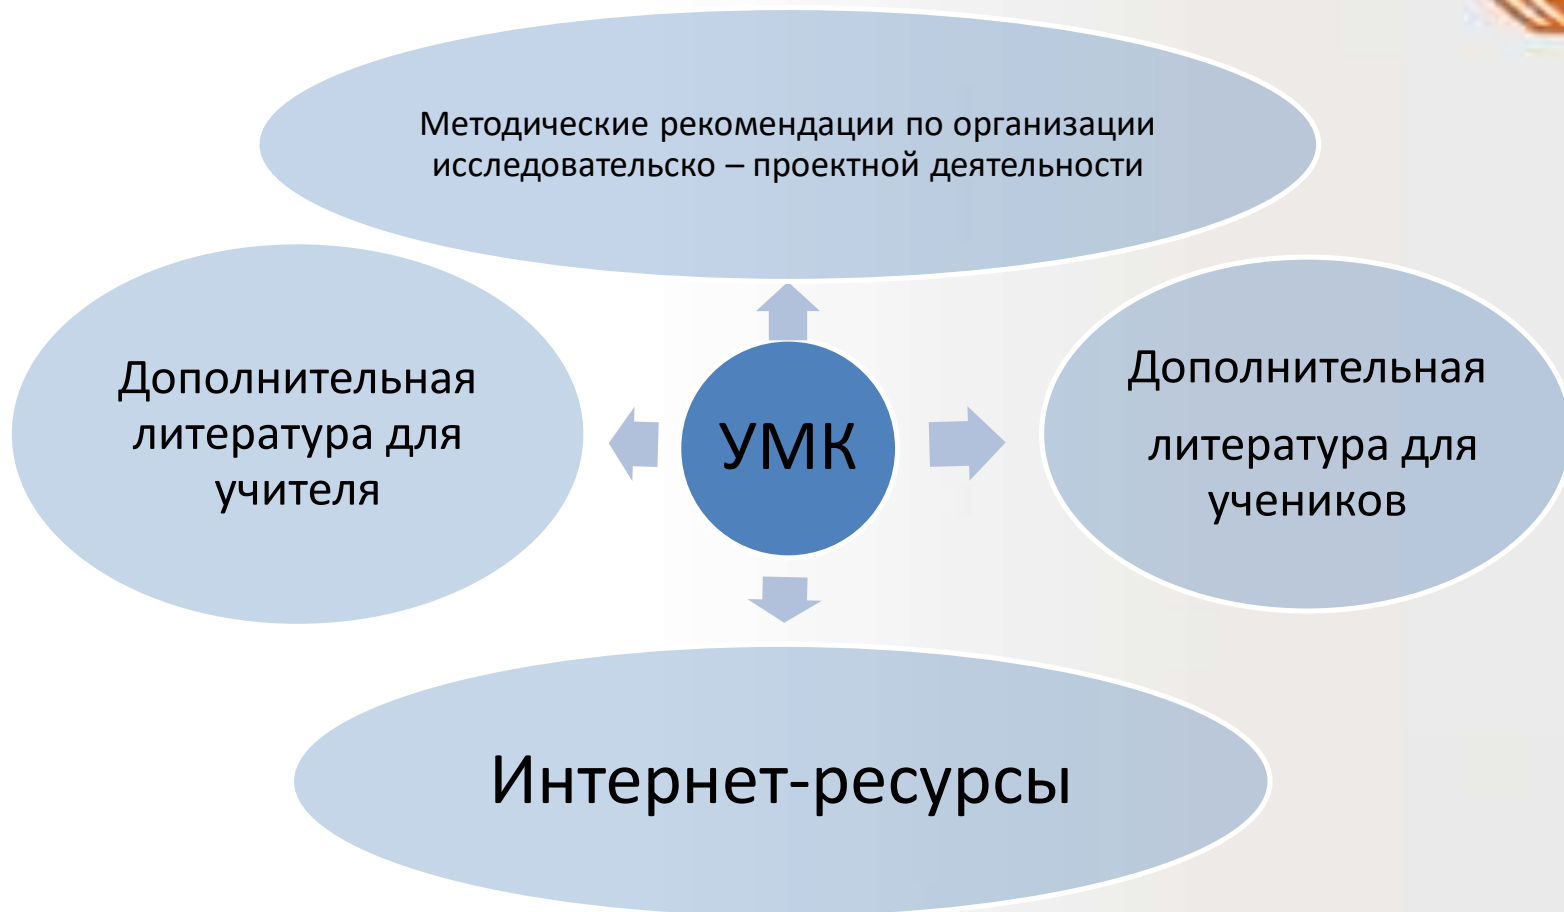 Методические рекомендации по организации
исследовательско – проектной деятельности
Дополнительная
литература для
учителя
УМК
Дополнительная
литература для
учеников
Интернет-ресурсы